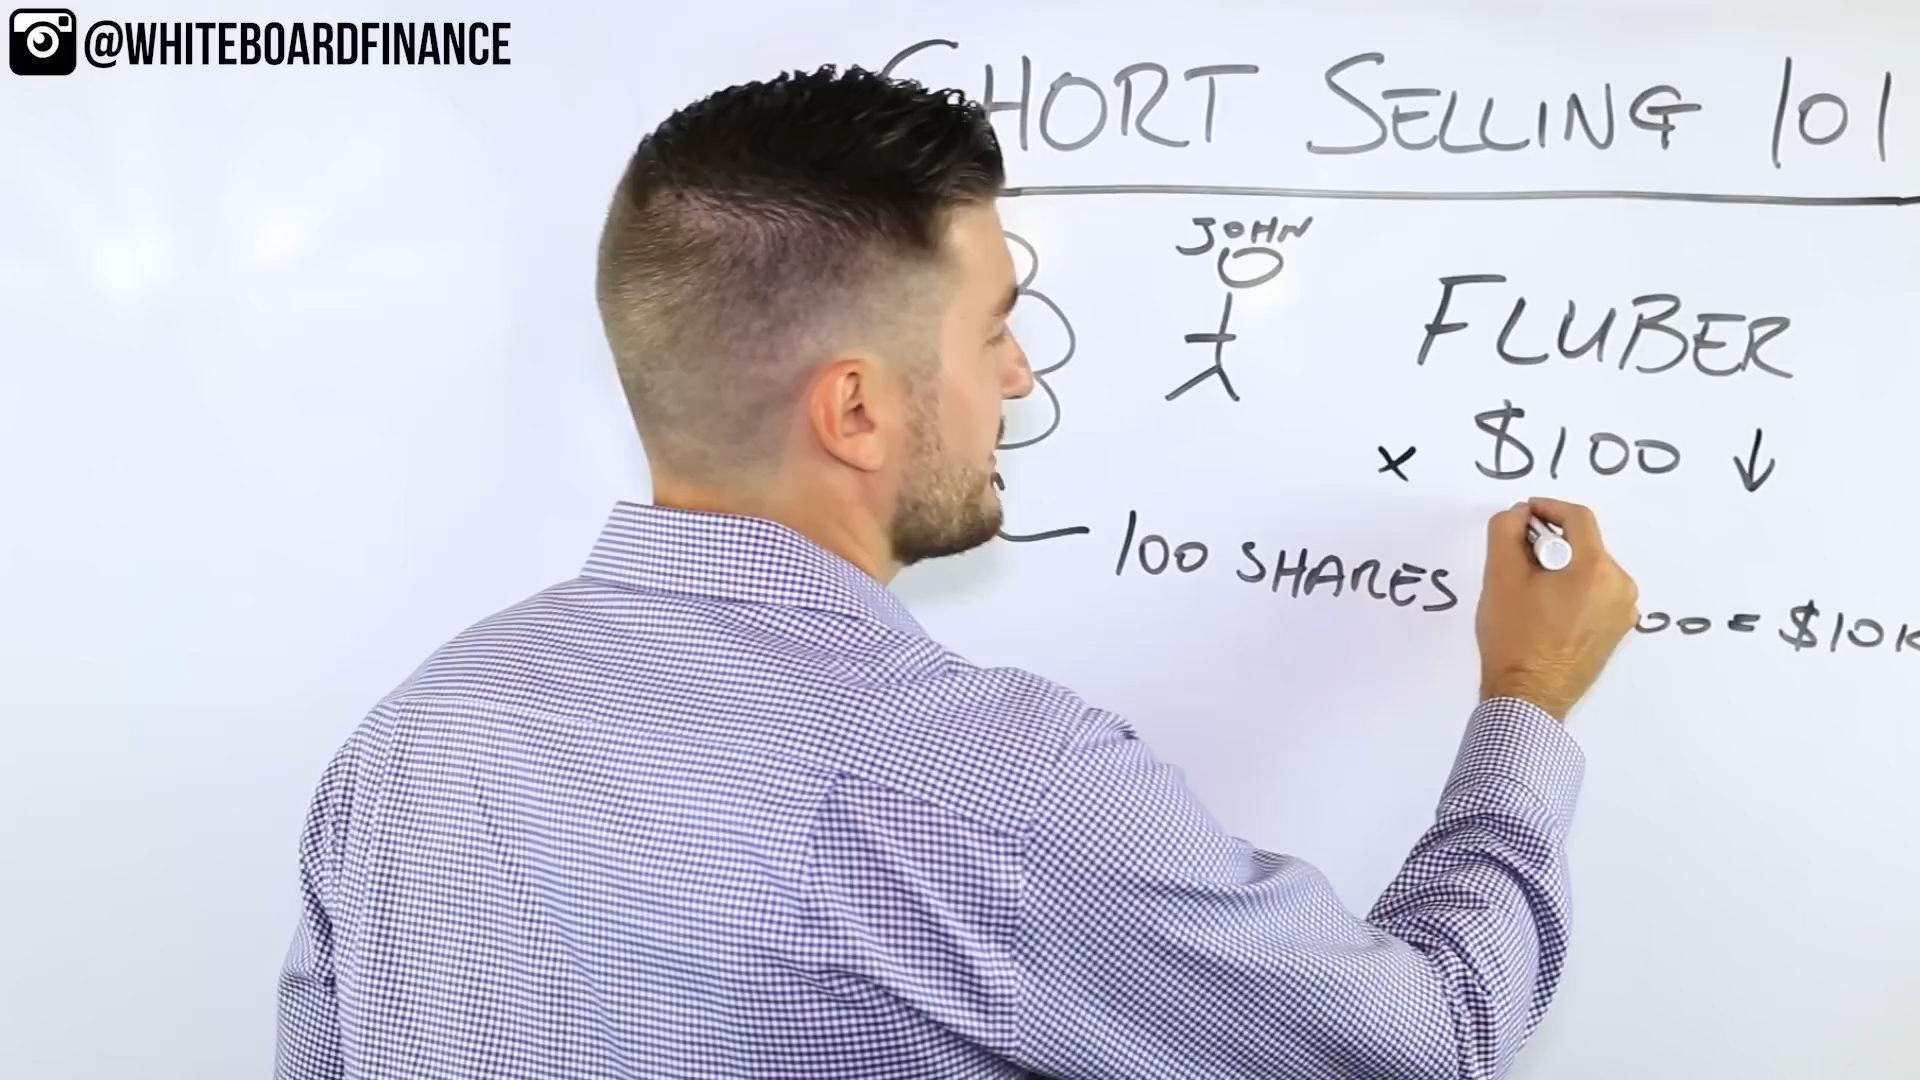 @WHITEBOARDFINANCE
SHORT SELLING 101
JOHN
FLUBER
× $100 ↓
100 SHARES
00 = $10K